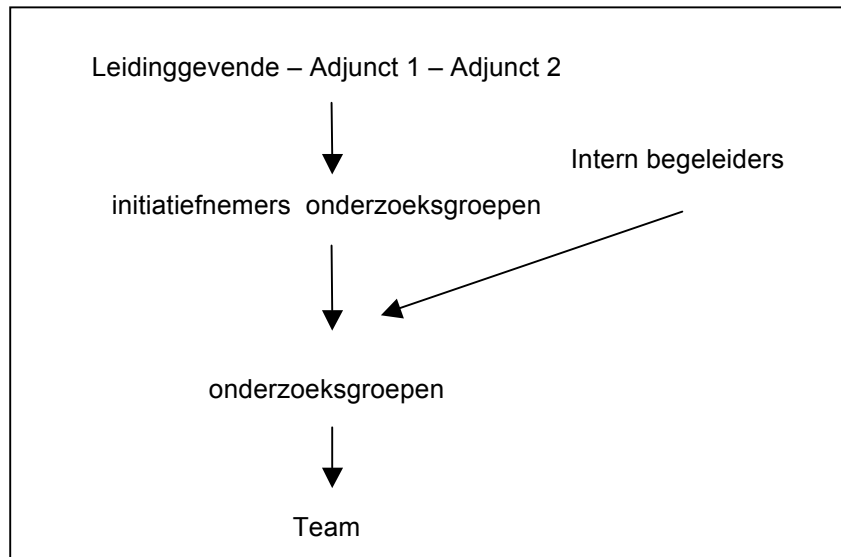 Leidinggevende – Adjunct 1 – Adjunct 2
Intern begeleiders
initiatiefnemers onderzoeksgroepen
onderzoeksgroepen
Team